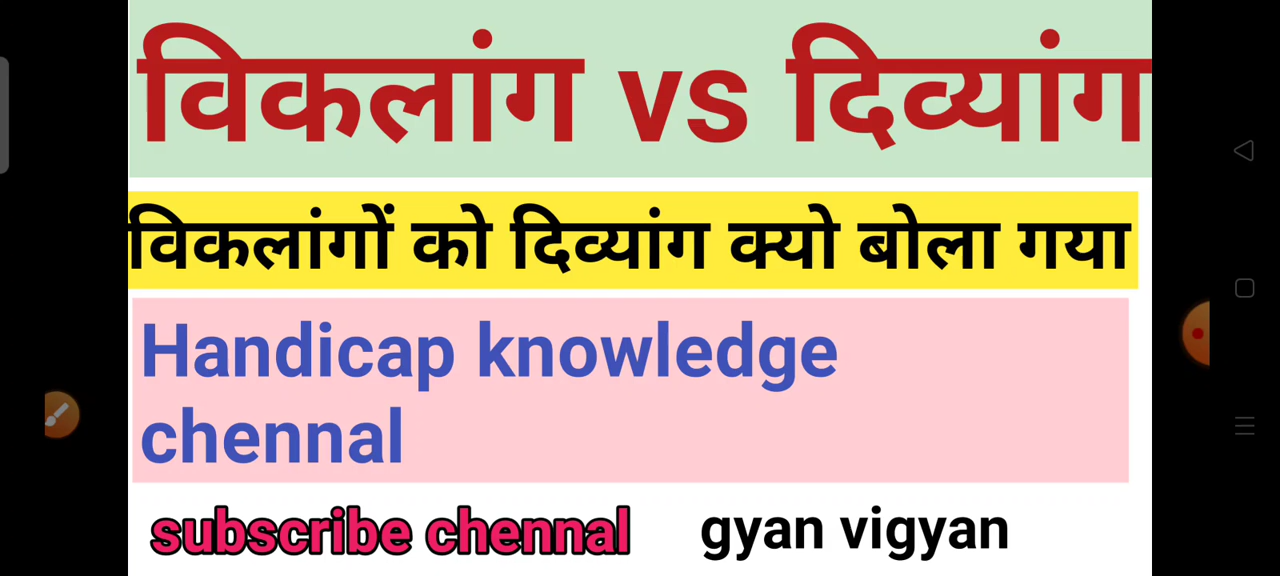 विकलांग vs दिव्यांग
विकलांगों को दिव्यांग क्यो बोला गया
Handicap knowledge
chennal
subscribe chennal gyan vigyan